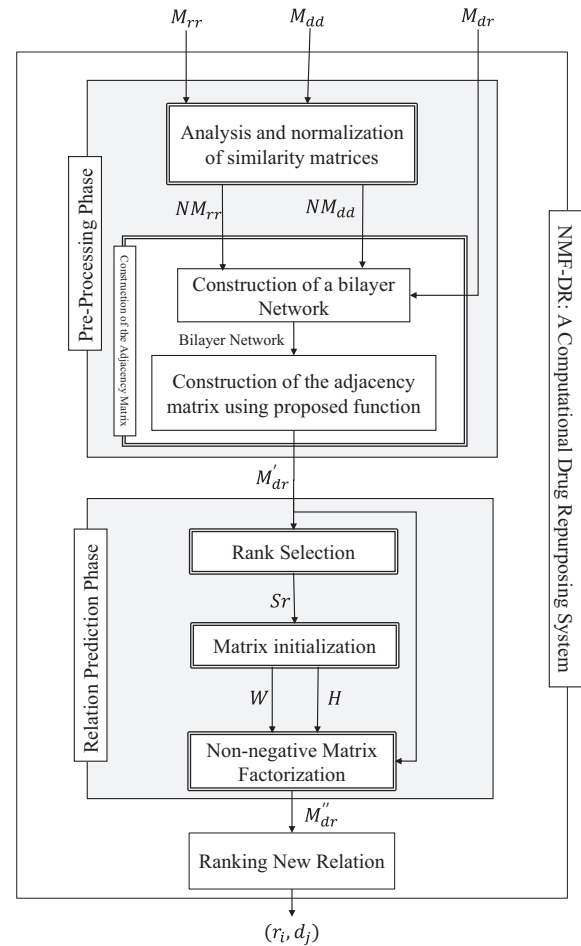 M_rr
M_dd
M_dr
Pre-Processing Phase
Analysis and normalization
of similarity matrices
NM_rr
NM_dd
Construction of the Adjacency Matrix
Construction of a bilayer
Network
Bilayer Network
Construction of the adjacency
matrix using proposed function
M'_dr
NMF-DR: A Computational Drug Repurposing System
Relation Prediction Phase
Rank Selection
Sr
Matrix initialization
W
H
Non-negative Matrix
Factorization
M''_dr
Ranking New Relation
(r_i, d_j)